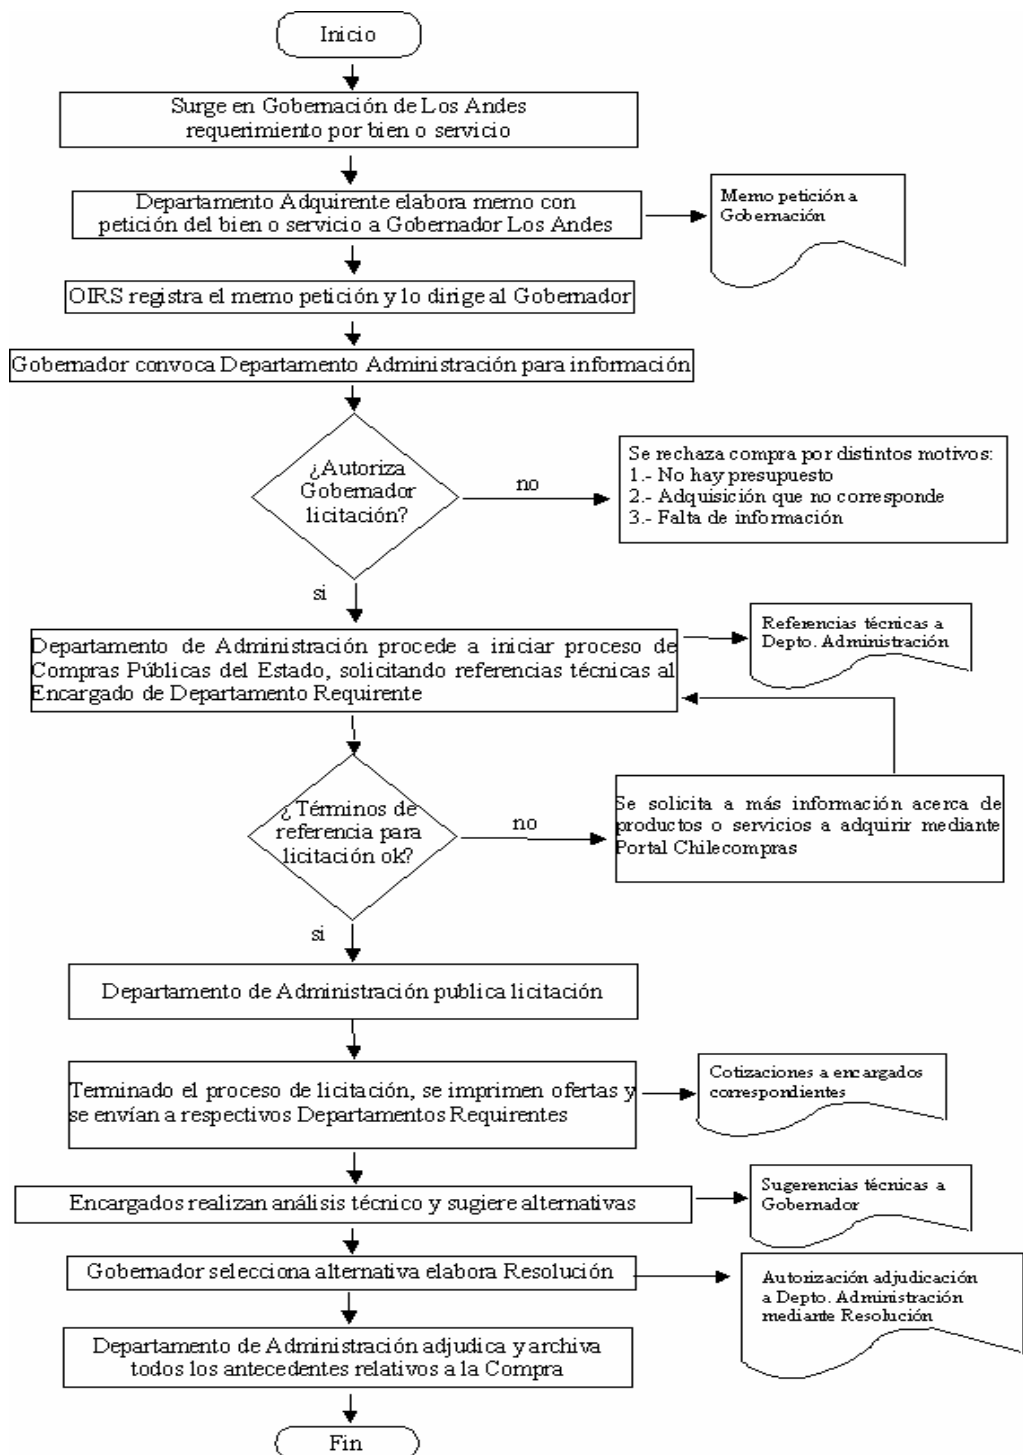 Inicio
Surge en Gobernación de Los Andes
requerimiento por bien o servicio
Departamento Adquirente elabora memo con
petición del bien o servicio a Gobernador Los Andes
Memo petición a
Gobernación
OIRS registra el memo petición y lo dirige al Gobernador
Gobernador convoca Departamento Administración para información
¿Autoriza
Gobernador
licitación?
no
Se rechaza compra por distintos motivos:
1.- No hay presupuesto
2.- Adquisición que no corresponde
3.- Falta de información
si
Departamento de Administración procede a iniciar proceso de
Compras Públicas del Estado, solicitando referencias técnicas al
Encargado de Departamento Requirente
Referencias técnicas a
Depto. Administración
¿Términos de
referencia para
licitación ok?
no
Se solicita a más información acerca de
productos o servicios a adquirir mediante
Portal Chilecompras
si
Departamento de Administración publica licitación
Terminado el proceso de licitación, se imprimen ofertas y
se envían a respectivos Departamentos Requirentes
Cotizaciones a encargados
correspondientes
Encargados realizan análisis técnico y sugiere alternativas
Sugerencias técnicas a
Gobernador
Gobernador selecciona alternativa elabora Resolución
Autorización adjudicación
a Depto. Administración
mediante Resolución
Departamento de Administración adjudica y archiva
todos los antecedentes relativos a la Compra
Fin